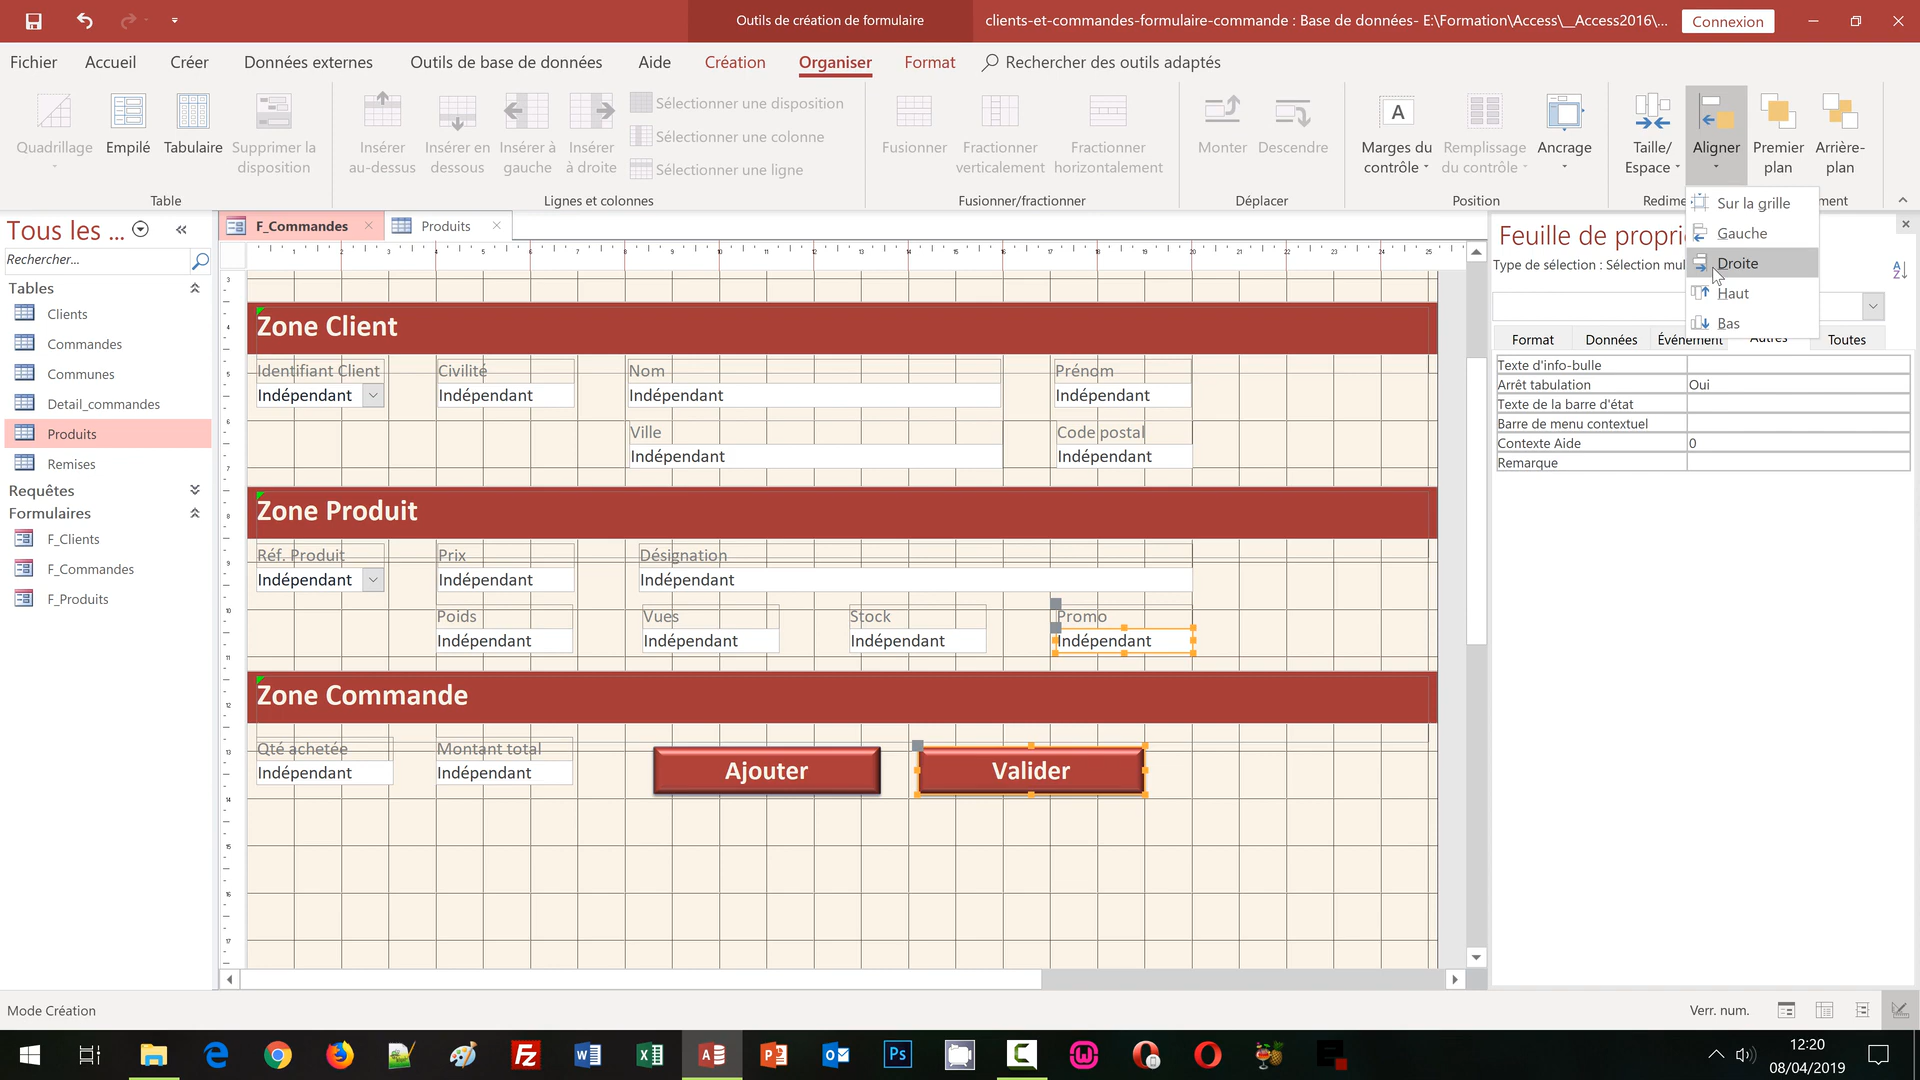 Outils de création de formulaire
clients-et-commandes-formulaire-commande : Base de données- E:\Formation\Access\__Access2016\...
Connexion
Fichier
Accueil
Créer
Données externes
Outils de base de données
Aide
Création
Organiser
Format
Rechercher des outils adaptés
Quadrillage
Empilé
Tabulaire
Supprimer la disposition
Table
Insérer au-dessus
Insérer en dessous
Insérer à gauche
Insérer à droite
Sélectionner une disposition
Sélectionner une colonne
Sélectionner une ligne
Lignes et colonnes
Fusionner
Fractionner verticalement
Fractionner horizontalement
Fusionner/fractionner
Monter
Descendre
Déplacer
Marges du contrôle
Remplissage du contrôle
Ancrage
Position
Taille/ Espace
Aligner
Premier plan
Arrière-plan
Redime
ment
Sur la grille
Gauche
Droite
Haut
Bas
Tous les ...
Rechercher...
Tables
Clients
Commandes
Communes
Detail_commandes
Produits
Remises
Requêtes
Formulaires
F_Clients
F_Commandes
F_Produits
F_Commandes
Produits
Zone Client
Identifiant Client
Civilité
Nom
Prénom
Indépendant
Indépendant
Indépendant
Indépendant
Ville
Code postal
Indépendant
Indépendant
Zone Produit
Réf. Produit
Prix
Désignation
Indépendant
Indépendant
Indépendant
Poids
Vues
Stock
Promo
Indépendant
Indépendant
Indépendant
Indépendant
Zone Commande
Qté achetée
Montant total
Indépendant
Indépendant
Ajouter
Valider
Feuille de propri
Type de sélection : Sélection mul
Format
Données
Événement
Autres
Toutes
Texte d'info-bulle
Arrêt tabulation
Oui
Texte de la barre d'état
Barre de menu contextuel
Contexte Aide
0
Remarque
Mode Création
Verr. num.
12:20
08/04/2019